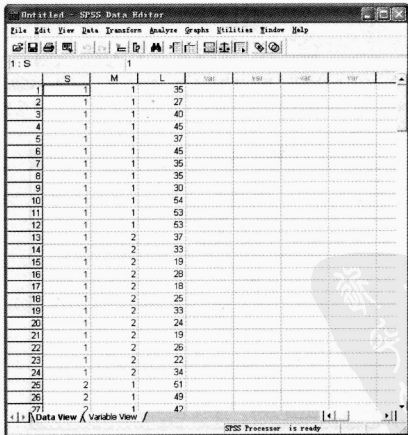 Untitled - SPSS Data Editor
File Edit View Data Transform Analyze Graphs Utilities Window Help
1 : S 1
S M L var var var var
1 1 1 35
2 1 1 27
3 1 1 40
4 1 1 45
5 1 1 37
6 1 1 45
7 1 1 35
8 1 1 35
9 1 1 30
10 1 1 54
11 1 1 53
12 1 1 53
13 1 2 37
14 1 2 33
15 1 2 19
16 1 2 28
17 1 2 18
18 1 2 25
19 1 2 33
20 1 2 24
21 1 2 19
22 1 2 26
23 1 2 22
24 1 2 34
25 2 1 51
26 2 1 49
27 2 1 42
Data View Variable View
SPSS Processor is ready